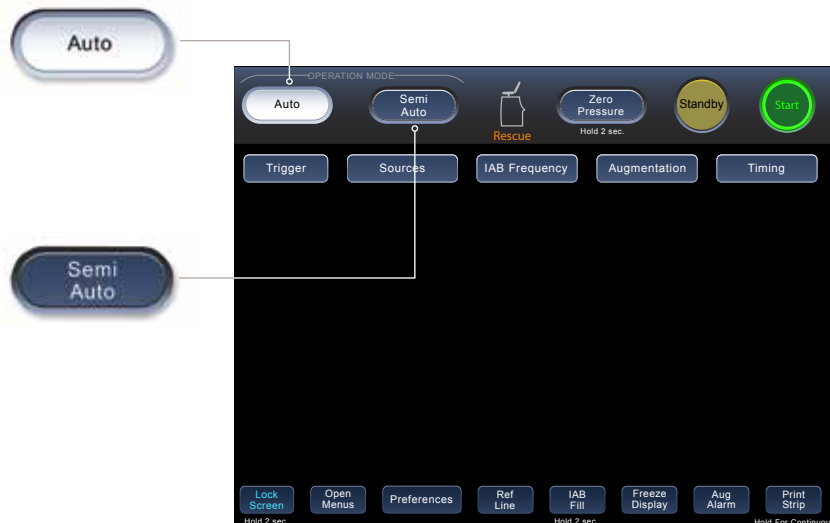 Auto
OPERATION MODE
Auto
Semi
Auto
Rescue
Zero
Pressure
Hold 2 sec.
Standby
Start
Trigger
Sources
IAB Frequency
Augmentation
Timing
Semi
Auto
Lock
Screen
Hold 2 sec
Open
Menus
Preferences
Ref
Line
IAB
Fill
Hold 2 sec
Freeze
Display
Aug
Alarm
Print
Strip
Hold For Continuou